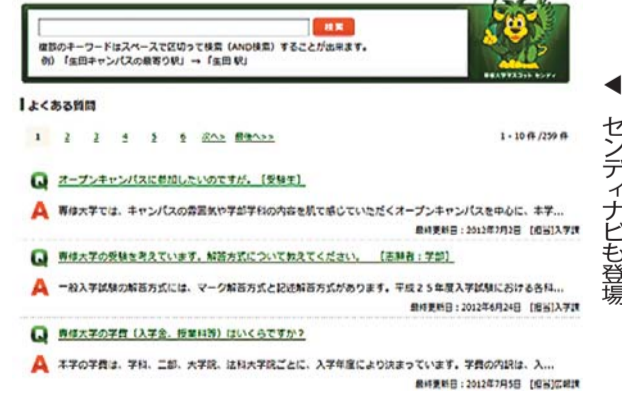 検索
複数のキーワードはスペースで区切って検索（AND検索）することが出来ます。
例）「生田キャンパスの最寄り駅」 → 「生田 駅」
専修大学マスコット センディ
よくある質問
1 2 3 4 5 6 次へ> 最後へ>>
1 - 10 件 /259 件
Q オープンキャンパスに参加したいのですが。【受験生】
A 専修大学では、キャンパスの雰囲気や学部学科の内容を肌で感じていただくオープンキャンパスを中心に、本学...
最終更新日：2012年7月2日 [担当]入学課
Q 専修大学の受験を考えています。解答方式について教えてください。 【志願者：学部】
A 一般入学試験の解答方式には、マーク解答方式と記述解答方式があります。平成２５年度入学試験における各科...
最終更新日：2012年6月24日 [担当]入学課
Q 専修大学の学費（入学金、授業料等）はいくらですか？
A 本学の学費は、学科、二部、大学院、法科大学院ごとに、入学年度により決まっています。学費の内訳は、入...
最終更新日：2012年7月5日 [担当]広報課
◀センディナビも登場